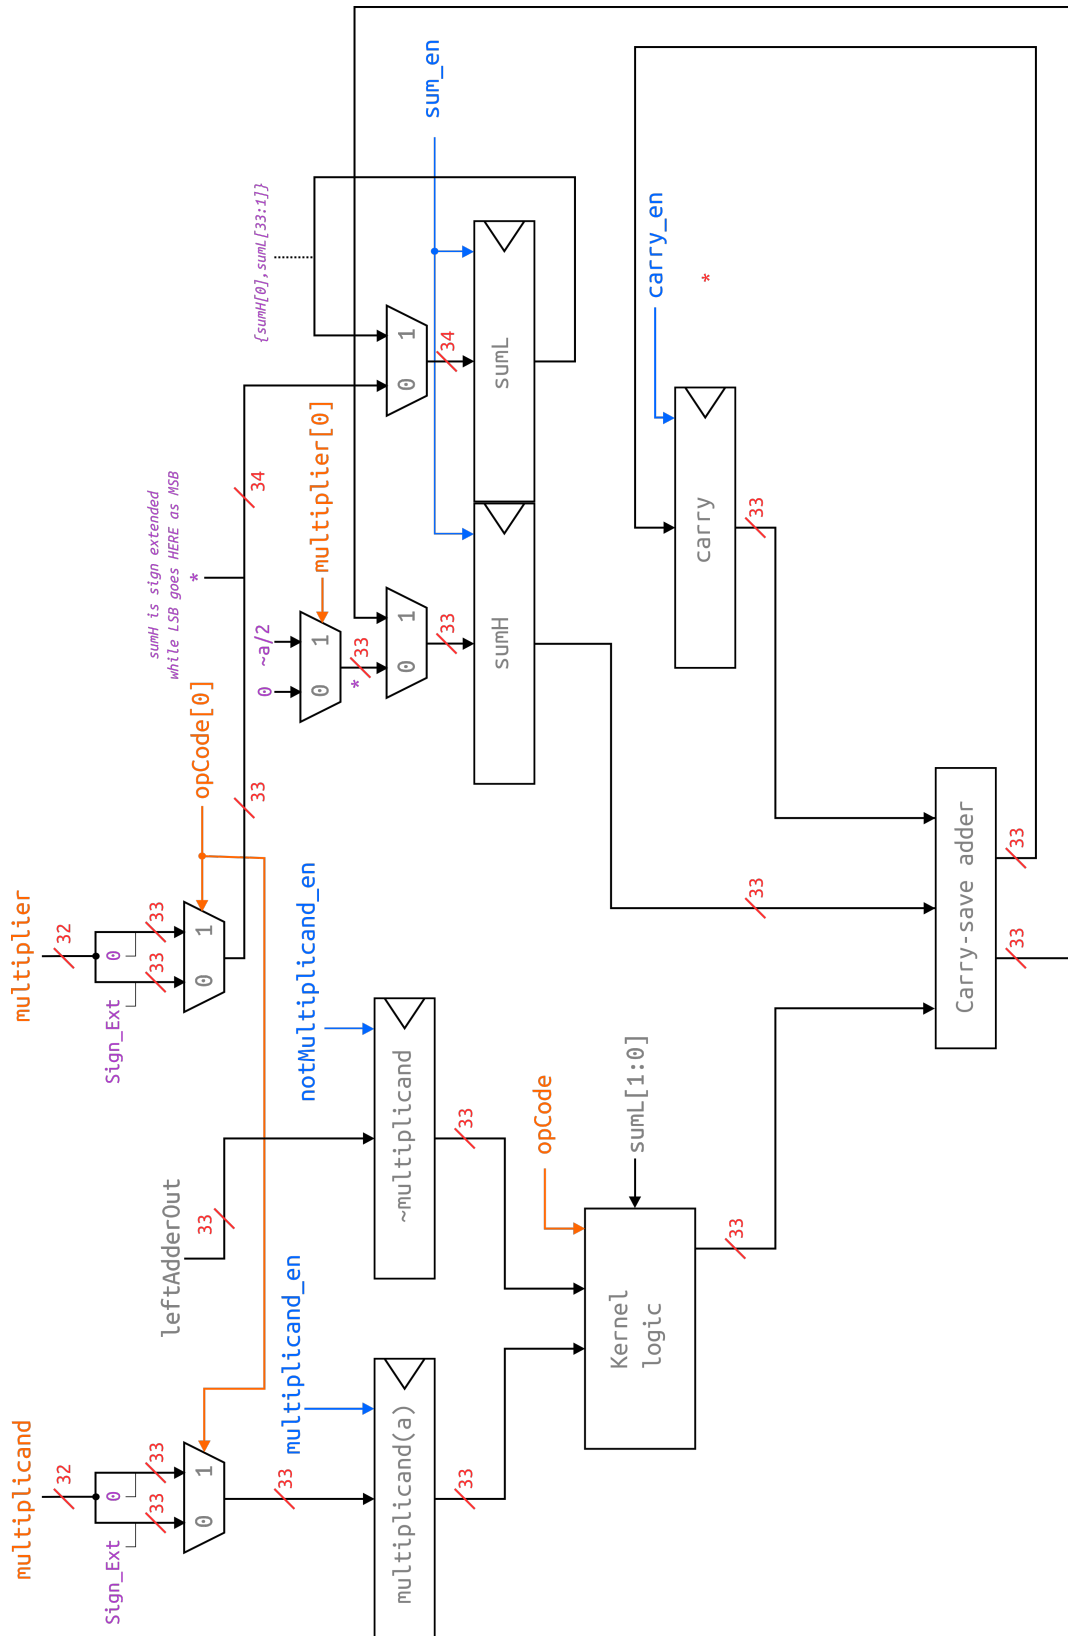 multiplicand
32
Sign_Ext
0
33
33
0
1
33
multiplicand_en
multiplicand(a)
33
leftAdderOut
33
notMultiplicand_en
~multiplicand
33
multiplier
32
Sign_Ext
0
33
33
0
1
opCode[0]
33
sumH is sign extended
while LSB goes HERE as MSB
*
34
0
~a/2
multiplier[0]
0
1
33
*
0
1
33
{sumH[0],sumL[33:1]}
0
1
34
sum_en
sumH
sumL
carry_en
*
carry
33
opCode
sumL[1:0]
Kernel
logic
33
33
Carry-save adder
33
33